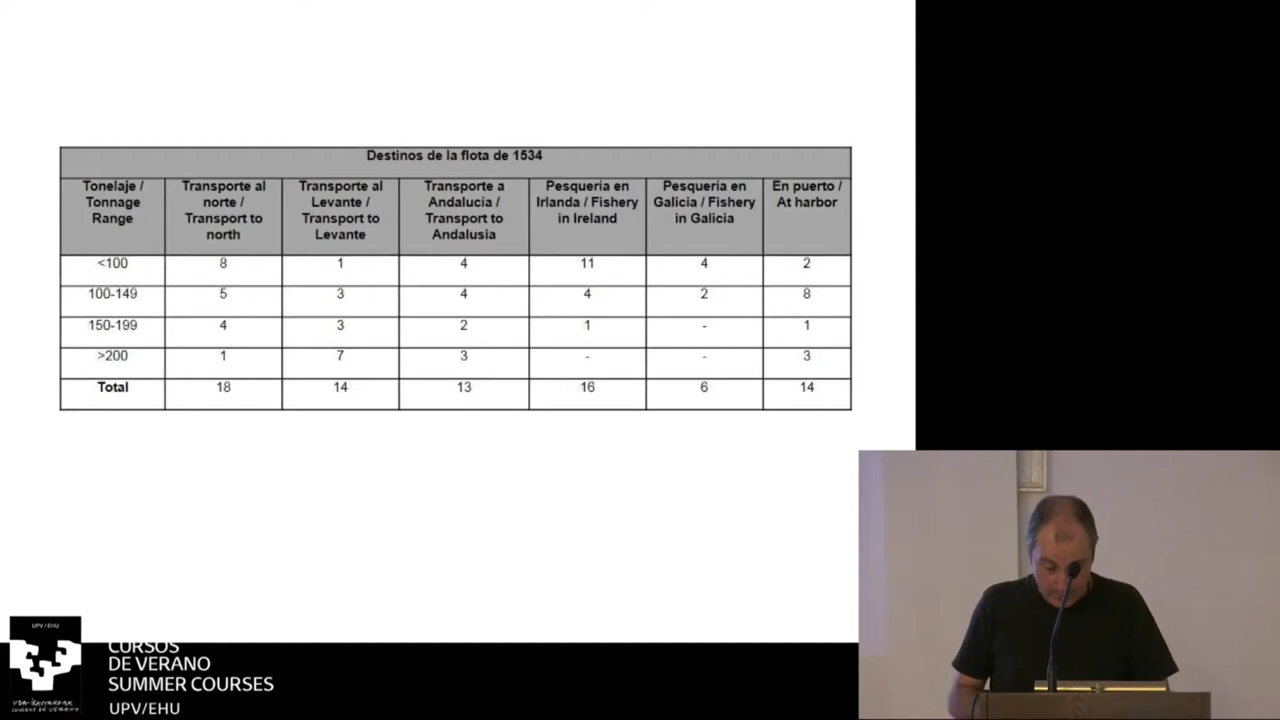 Destinos de la flota de 1534
Tonelaje / Tonnage Range
Transporte al norte / Transport to north
Transporte al Levante / Transport to Levante
Transporte a Andalucía / Transport to Andalusia
Pesquería en Irlanda / Fishery in Ireland
Pesquería en Galicia / Fishery in Galicia
En puerto / At harbor
<100 8 1 4 11 4 2
100-149 5 3 4 4 2 8
150-199 4 3 2 1 - 1
>200 1 7 3 - - 3
Total 18 14 13 16 6 14
UPV / EHU
CURSOS
DE VERANO
SUMMER COURSES
UPV/EHU